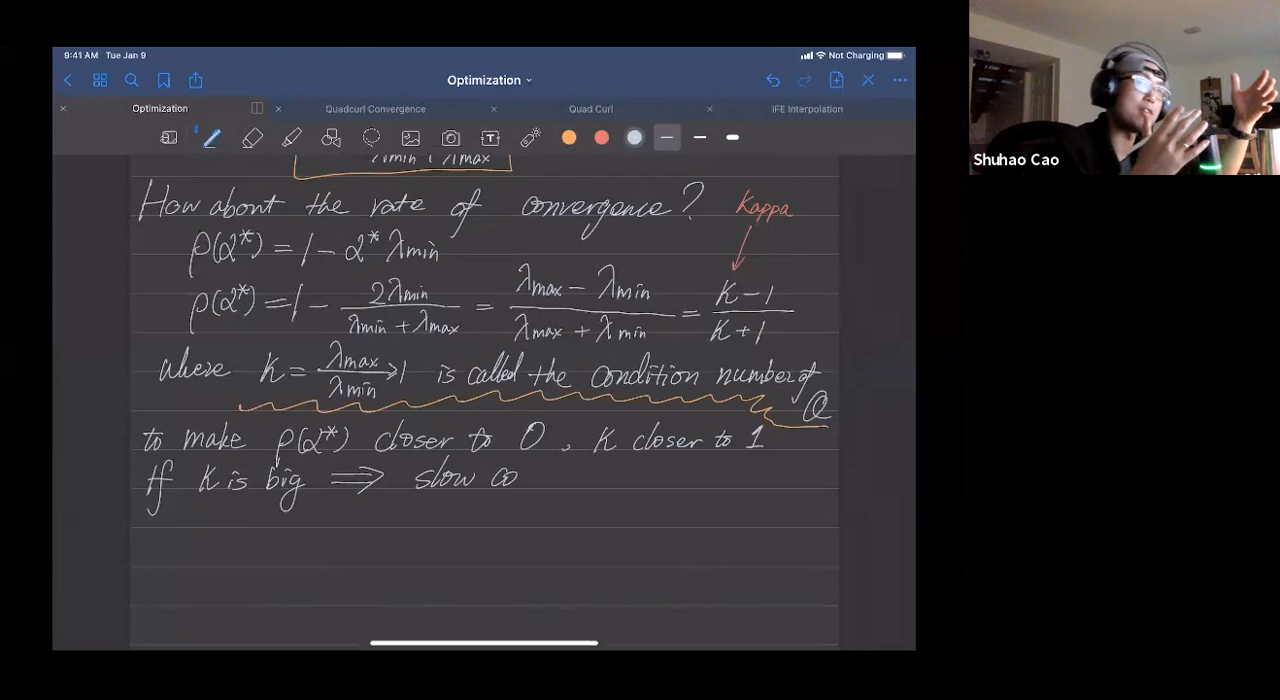 9:41 AM Tue Jan 9
Not Charging
Optimization
Optimization
Quadcurl Convergence
Quad Curl
IFE Interpolation
Shuhao Cao
λmin + λmax
How about the rate of convergence? Kappa
ρ(α*) = 1 - α* λmin
ρ(α*) = 1 - 2λmin / (λmin + λmax) = (λmax - λmin) / (λmax + λmin) = (K-1) / (K+1)
where K = λmax / λmin > 1 is called the condition number of Q
to make ρ(α*) closer to 0, K closer to 1
If K is big ⟹ slow co